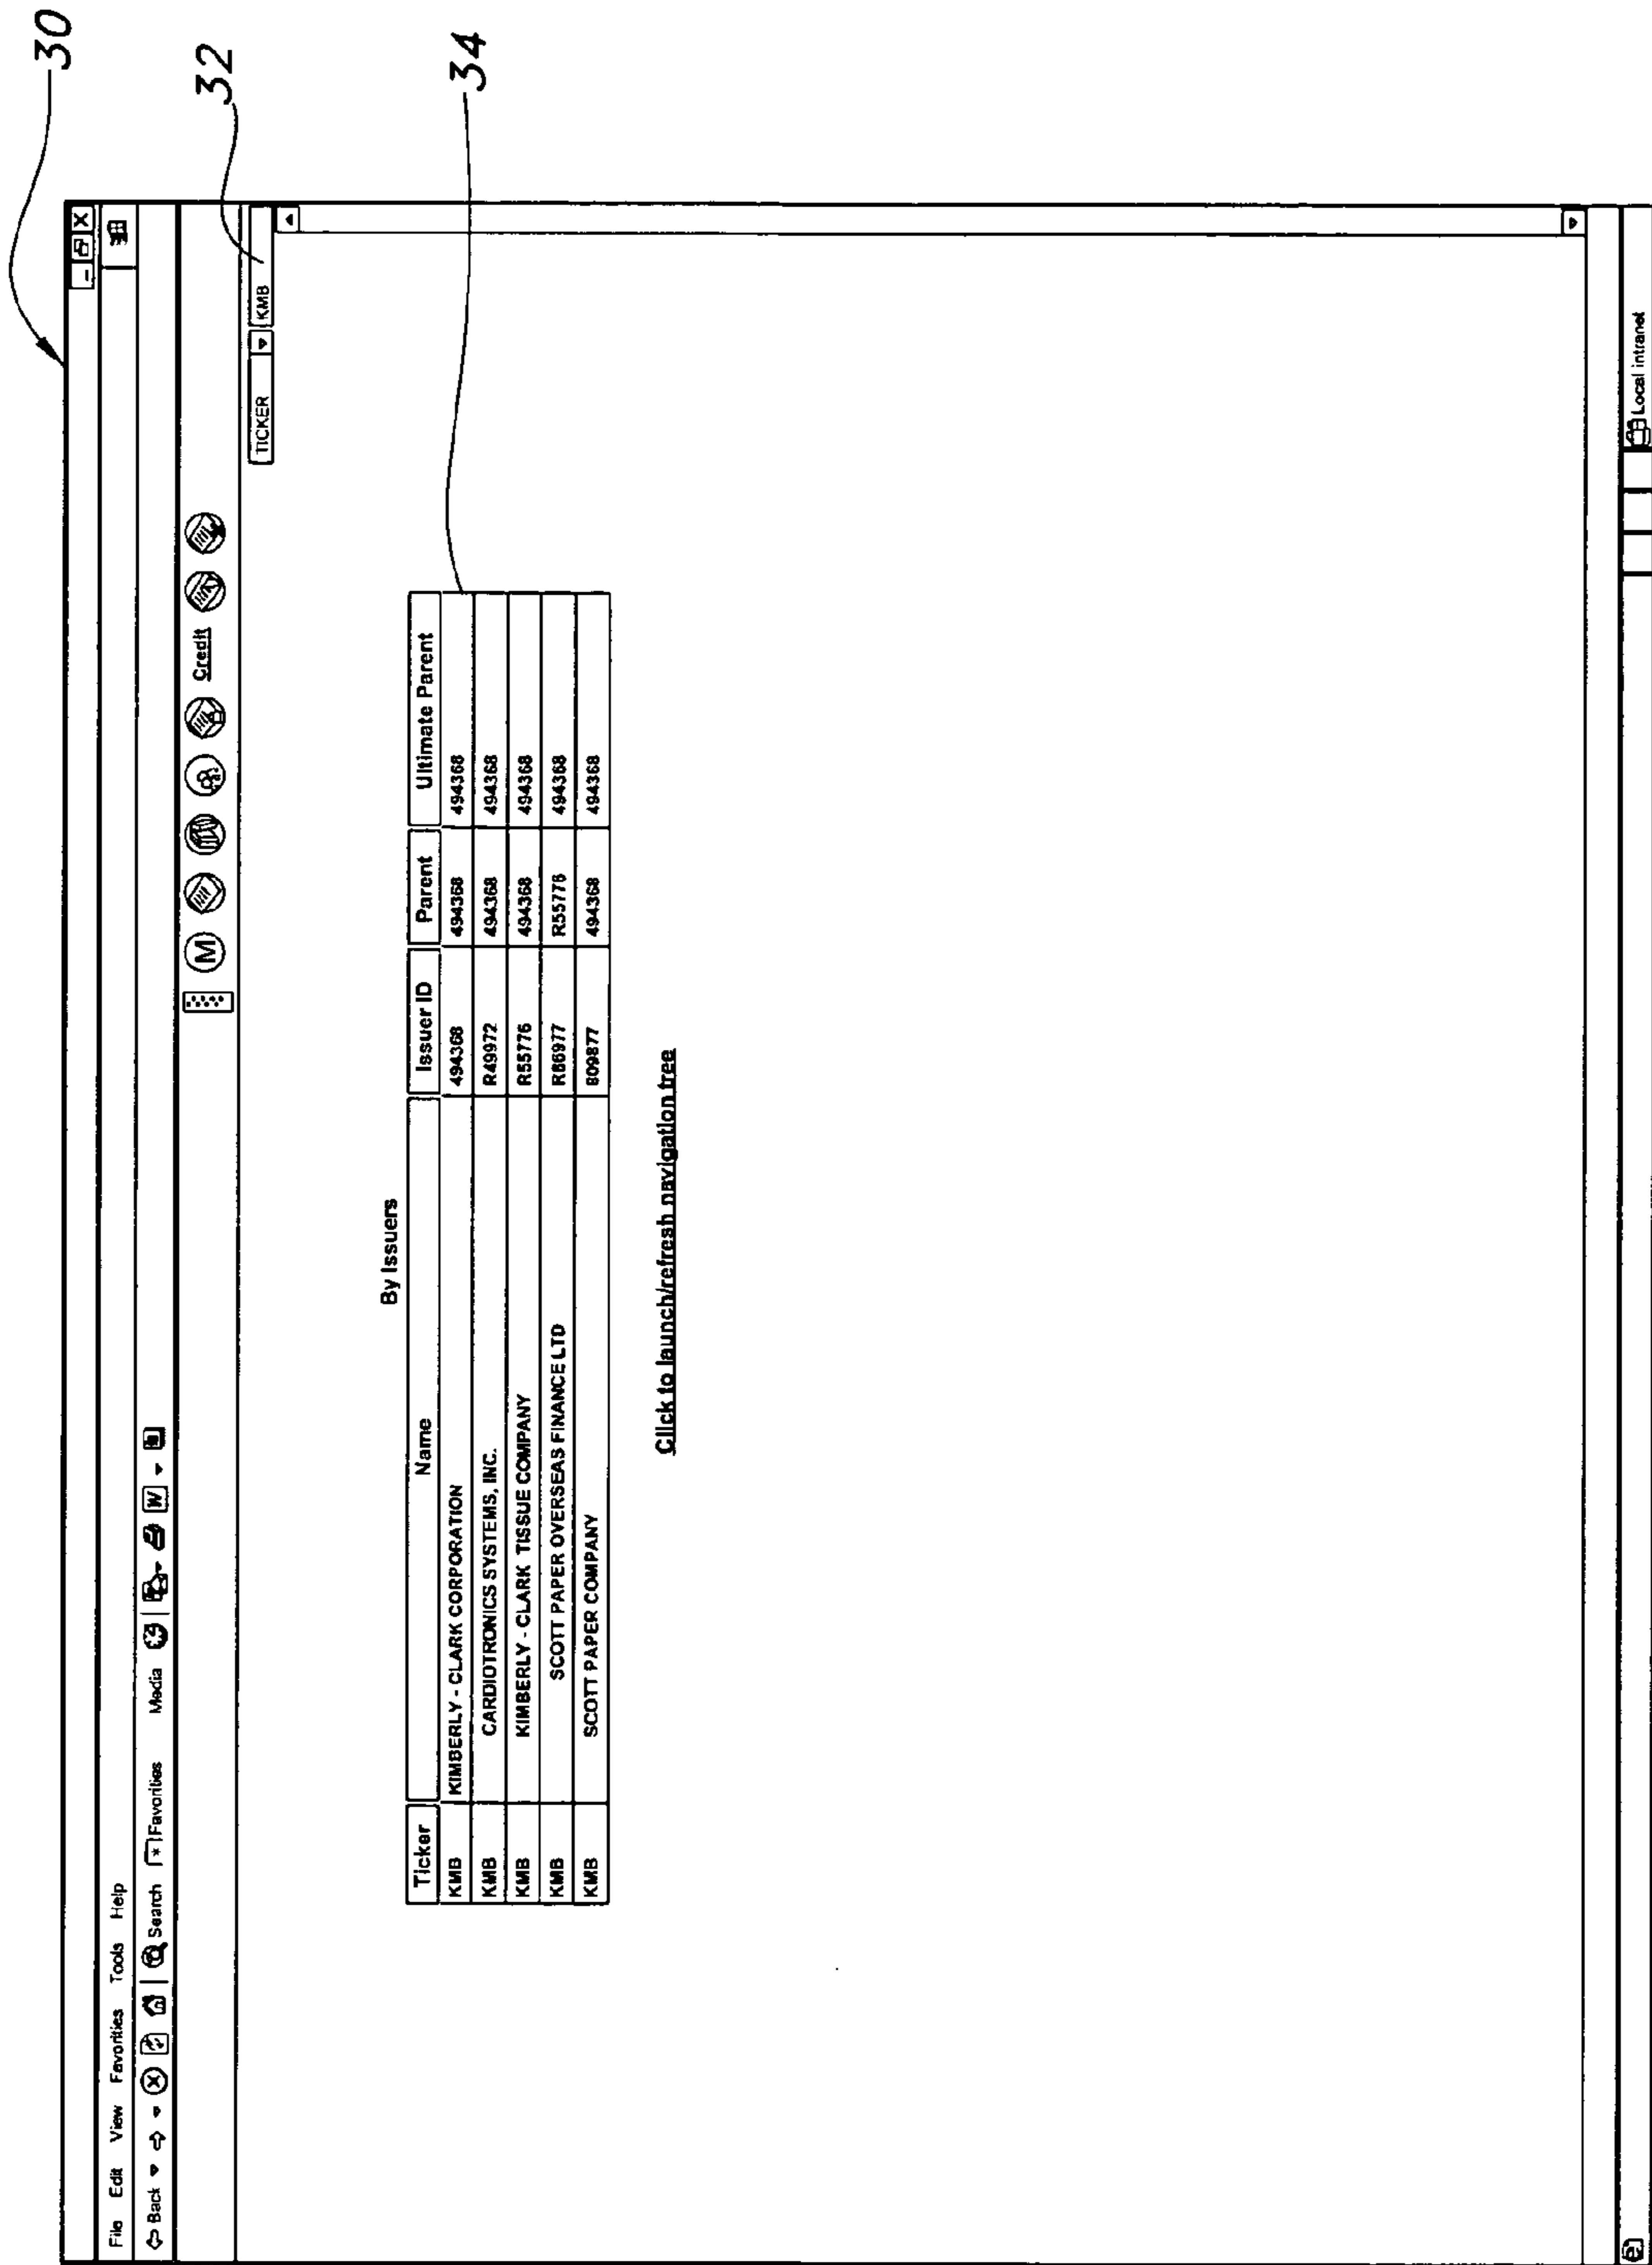 30
File Edit View Favorities Tools Help
Back Search Favorities Media W
32
M Credit
TICKER KMB
34
By Issuers
Ticker Name Issuer ID Parent Ultimate Parent
KMB KIMBERLY - CLARK CORPORATION 494368 494368 494368
KMB CARDIOTRONICS SYSTEMS, INC. R49972 494368 494368
KMB KIMBERLY - CLARK TISSUE COMPANY R55776 494368 494368
KMB SCOTT PAPER OVERSEAS FINANCE LTD R86977 R55776 494368
KMB SCOTT PAPER COMPANY 809877 494368 494368
Click to launch/refresh navigation tree
e Local intranet